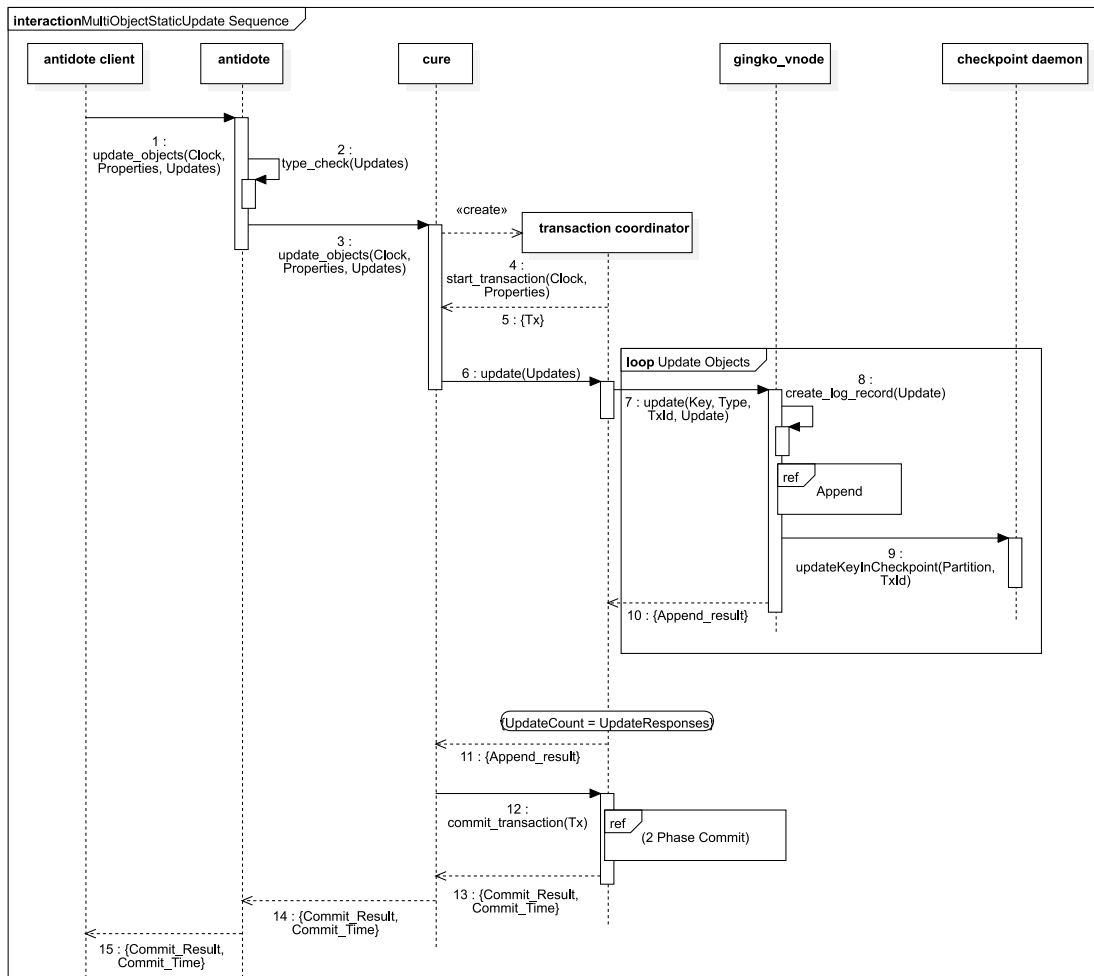 interactionMultiObjectStaticUpdate Sequence
antidote client
antidote
cure
gingko_vnode
checkpoint daemon
1 :
update_objects(Clock,
Properties, Updates)
2 :
type_check(Updates)
3 :
update_objects(Clock,
Properties, Updates)
«create»
transaction coordinator
4 :
start_transaction(Clock,
Properties)
5 : {Tx}
loop Update Objects
6 : update(Updates)
7 : update(Key, Type,
TxId, Update)
8 :
create_log_record(Update)
ref
Append
9 :
updateKeyInCheckpoint(Partition,
TxId)
10 : {Append_result}
{UpdateCount = UpdateResponses}
11 : {Append_result}
12 :
commit_transaction(Tx)
ref
(2 Phase Commit)
13 : {Commit_Result,
Commit_Time}
14 : {Commit_Result,
Commit_Time}
15 : {Commit_Result,
Commit_Time}